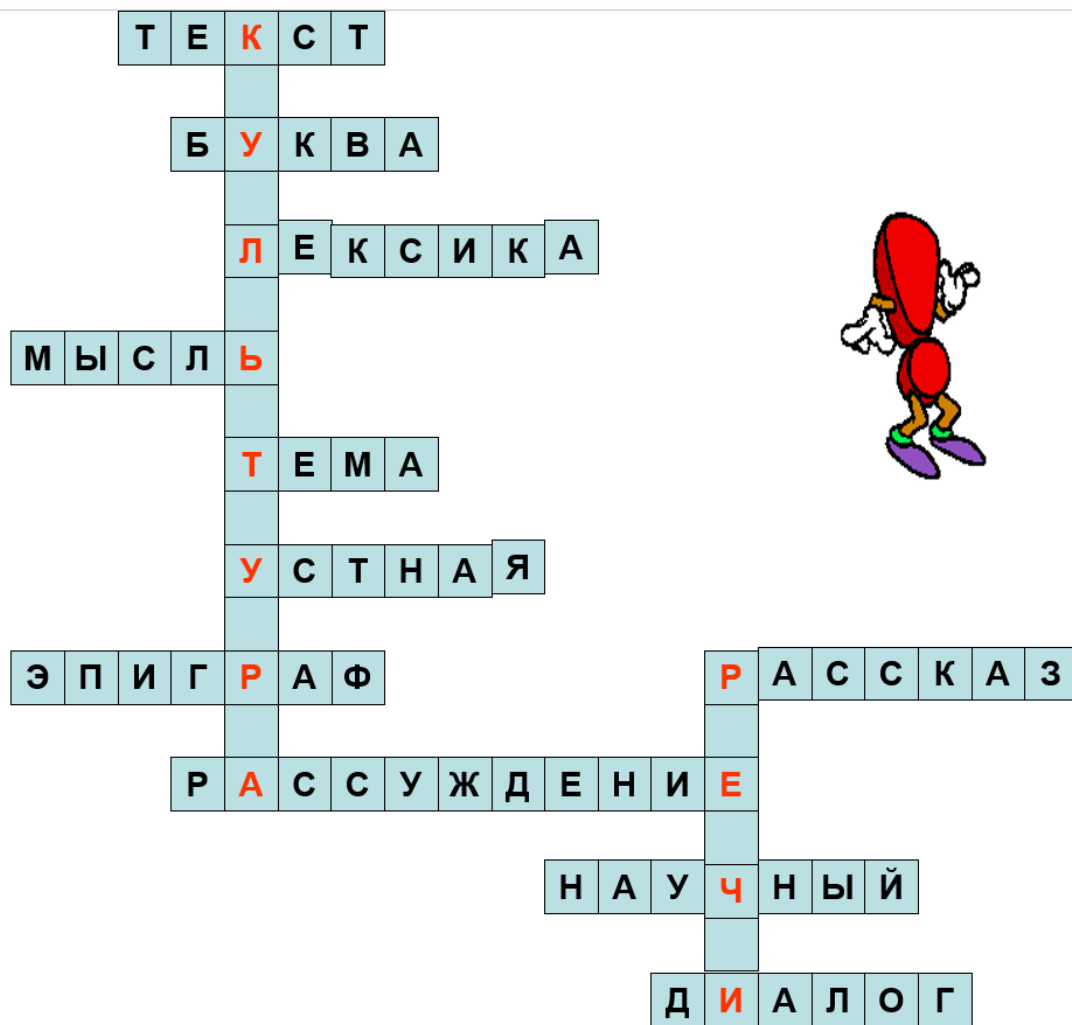 ТЕКСТ
БУКВА
ЛЕКСИКА
МЫСЛЬ
ТЕМА
УСТНАЯ
ЭПИГРАФ РАССКАЗ
РАССУЖДЕНИЕ
НАУЧНЫЙ
ДИАЛОГ